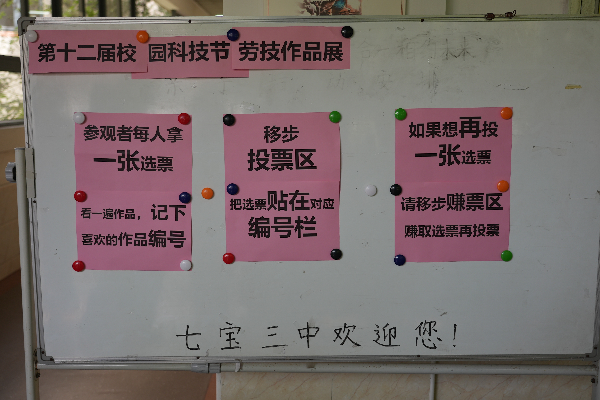 第十二届校园科技节 劳技作品展
参观者每人拿
一张选票
看一遍作品，记下
喜欢的作品编号
移步
投票区
把选票贴在对应
编号栏
如果想再投
一张选票
请移步赚票区
赚取选票再投票
七宝三中欢迎您!